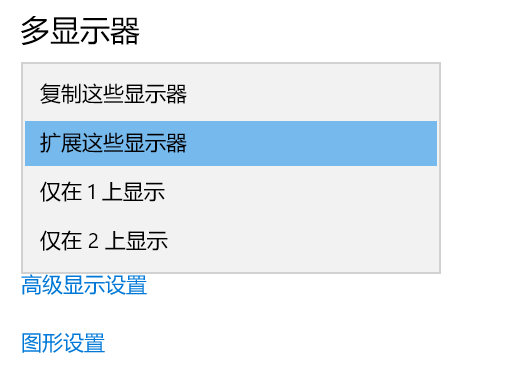 多显示器
复制这些显示器
扩展这些显示器
仅在 1 上显示
仅在 2 上显示
高级显示设置
图形设置